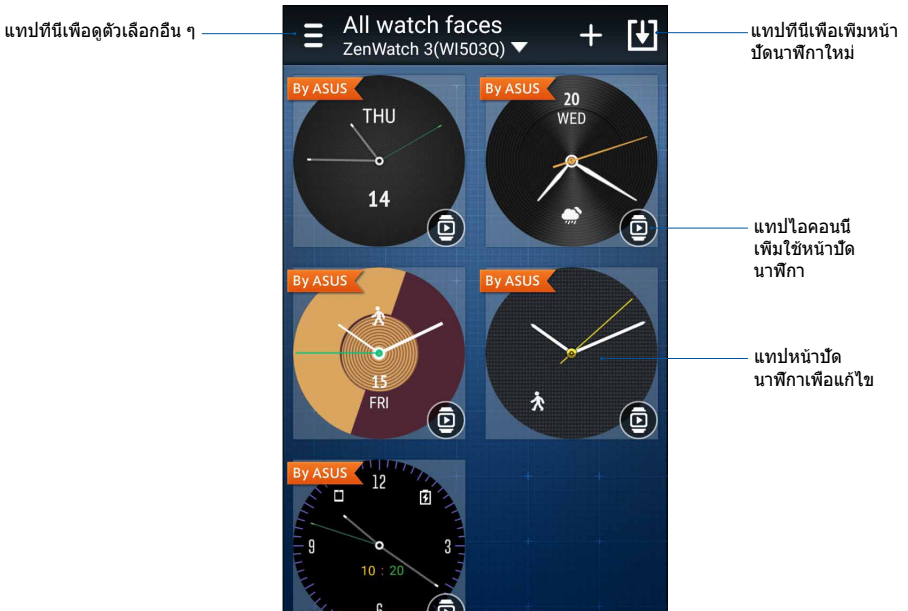 แทปที่นี่เพื่อดูตัวเลือกอื่น ๆ
All watch faces
ZenWatch 3(WI503Q)
แทปที่นี่เพื่อเพิ่มหน้า
ปัดนาฬิกาใหม่
By ASUS
THU
14
By ASUS
20
WED
แทปไอคอนนี้
เพิ่มใช้หน้าปัด
นาฬิกา
By ASUS
15
FRI
By ASUS
แทปหน้าปัด
นาฬิกาเพื่อแก้ไข
By ASUS
12
9
3
10 : 20
6